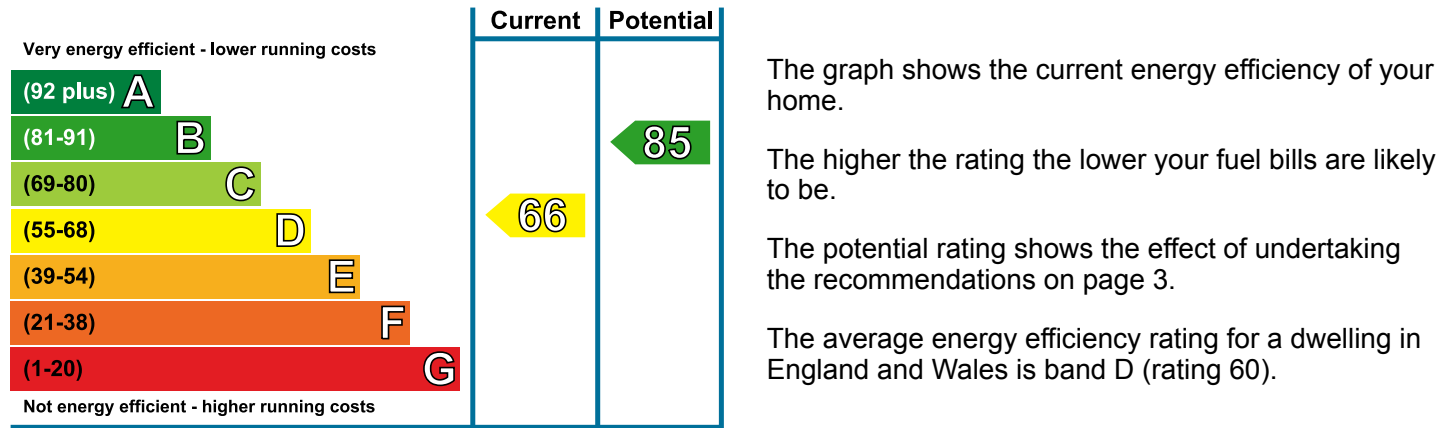 Current Potential
Very energy efficient - lower running costs
(92 plus) A
(81-91) B
85
(69-80) C
(55-68) D
66
(39-54) E
(21-38) F
(1-20) G
Not energy efficient - higher running costs
The graph shows the current energy efficiency of your
home.
The higher the rating the lower your fuel bills are likely
to be.
The potential rating shows the effect of undertaking
the recommendations on page 3.
The average energy efficiency rating for a dwelling in
England and Wales is band D (rating 60).